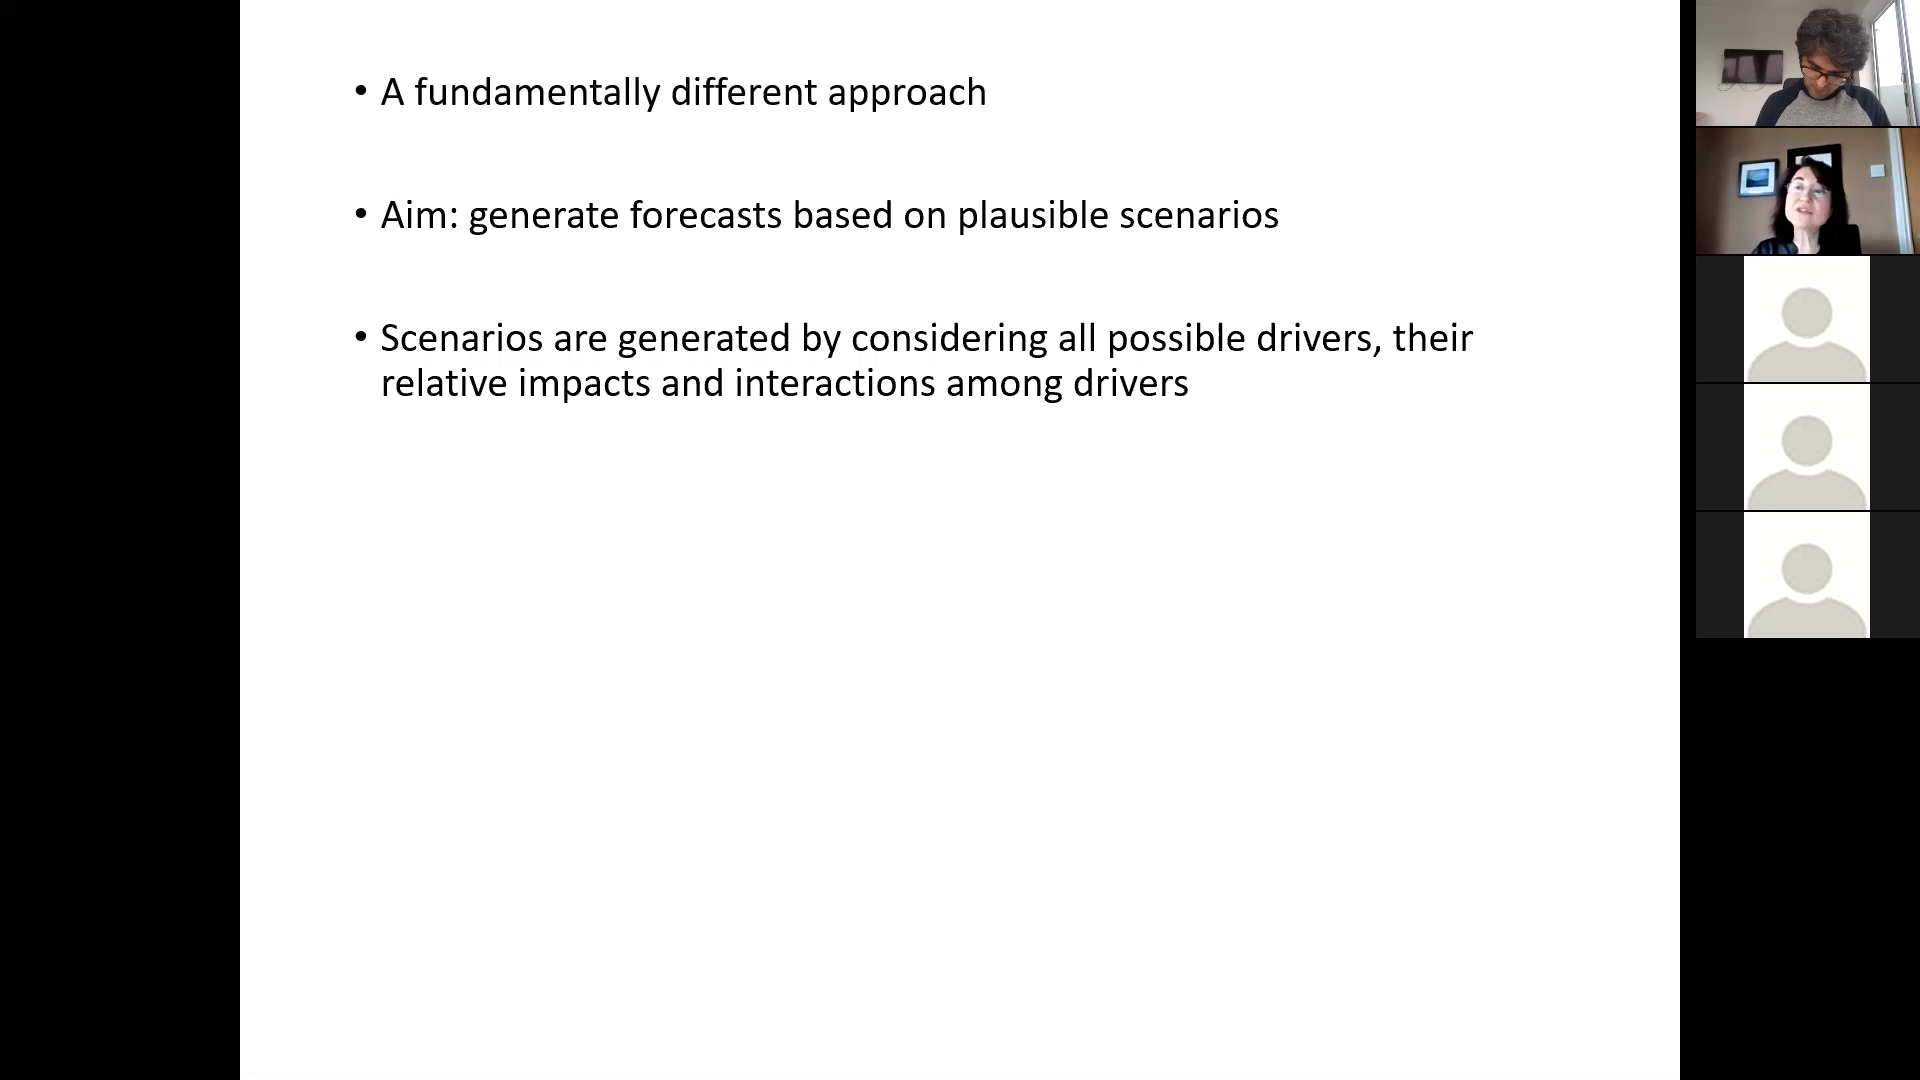 • A fundamentally different approach
• Aim: generate forecasts based on plausible scenarios
• Scenarios are generated by considering all possible drivers, their
relative impacts and interactions among drivers